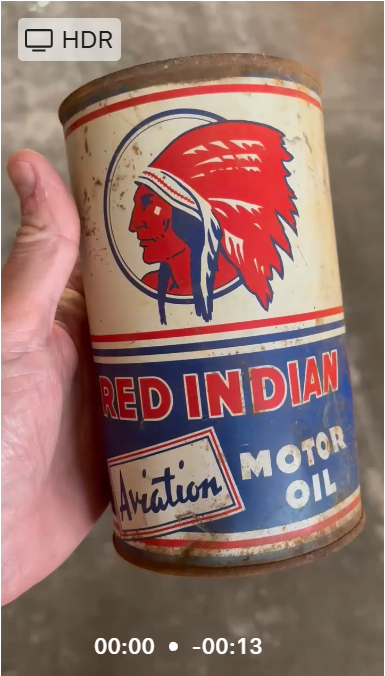 HDR
RED INDIAN
Aviation
MOTOR
OIL
00:00 • -00:13